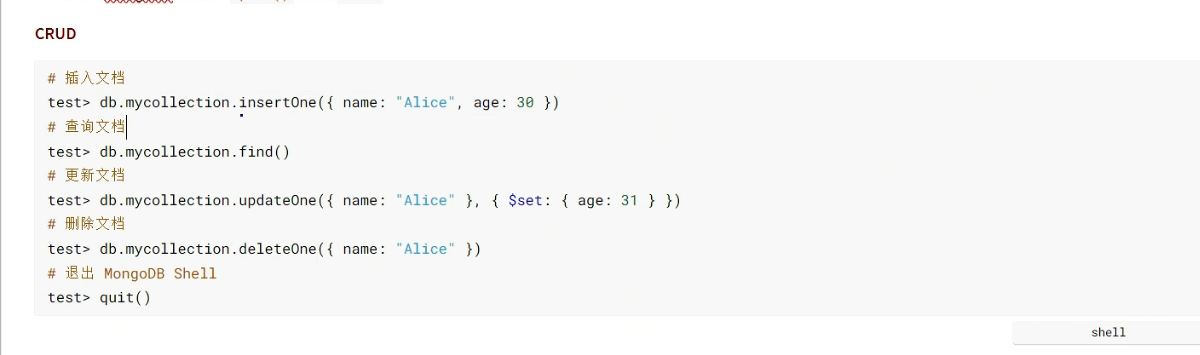 CRUD
# 插入文档
test> db.mycollection.insertOne({ name: "Alice", age: 30 })
# 查询文档
test> db.mycollection.find()
# 更新文档
test> db.mycollection.updateOne({ name: "Alice" }, { $set: { age: 31 } })
# 删除文档
test> db.mycollection.deleteOne({ name: "Alice" })
# 退出 MongoDB Shell
test> quit()
shell